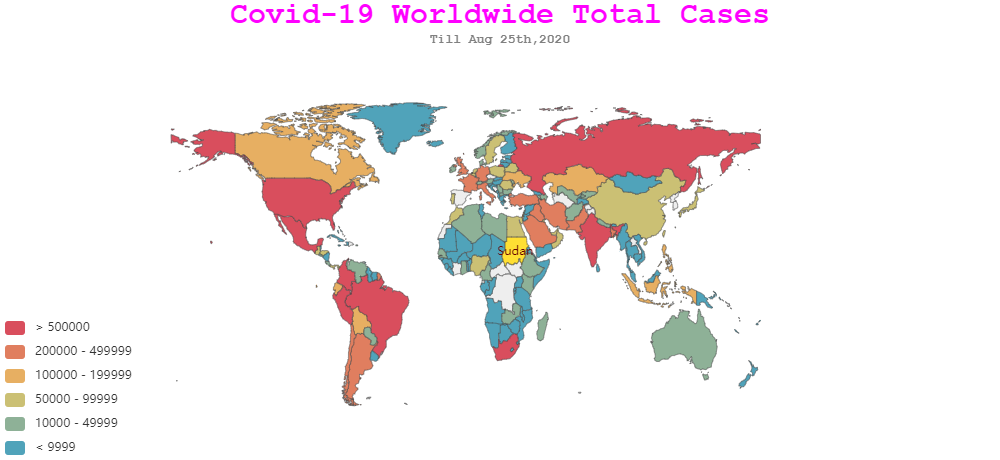 Covid-19 Worldwide Total Cases
Till Aug 25th,2020
Sudan
> 500000
200000 - 499999
100000 - 199999
50000 - 99999
10000 - 49999
< 9999